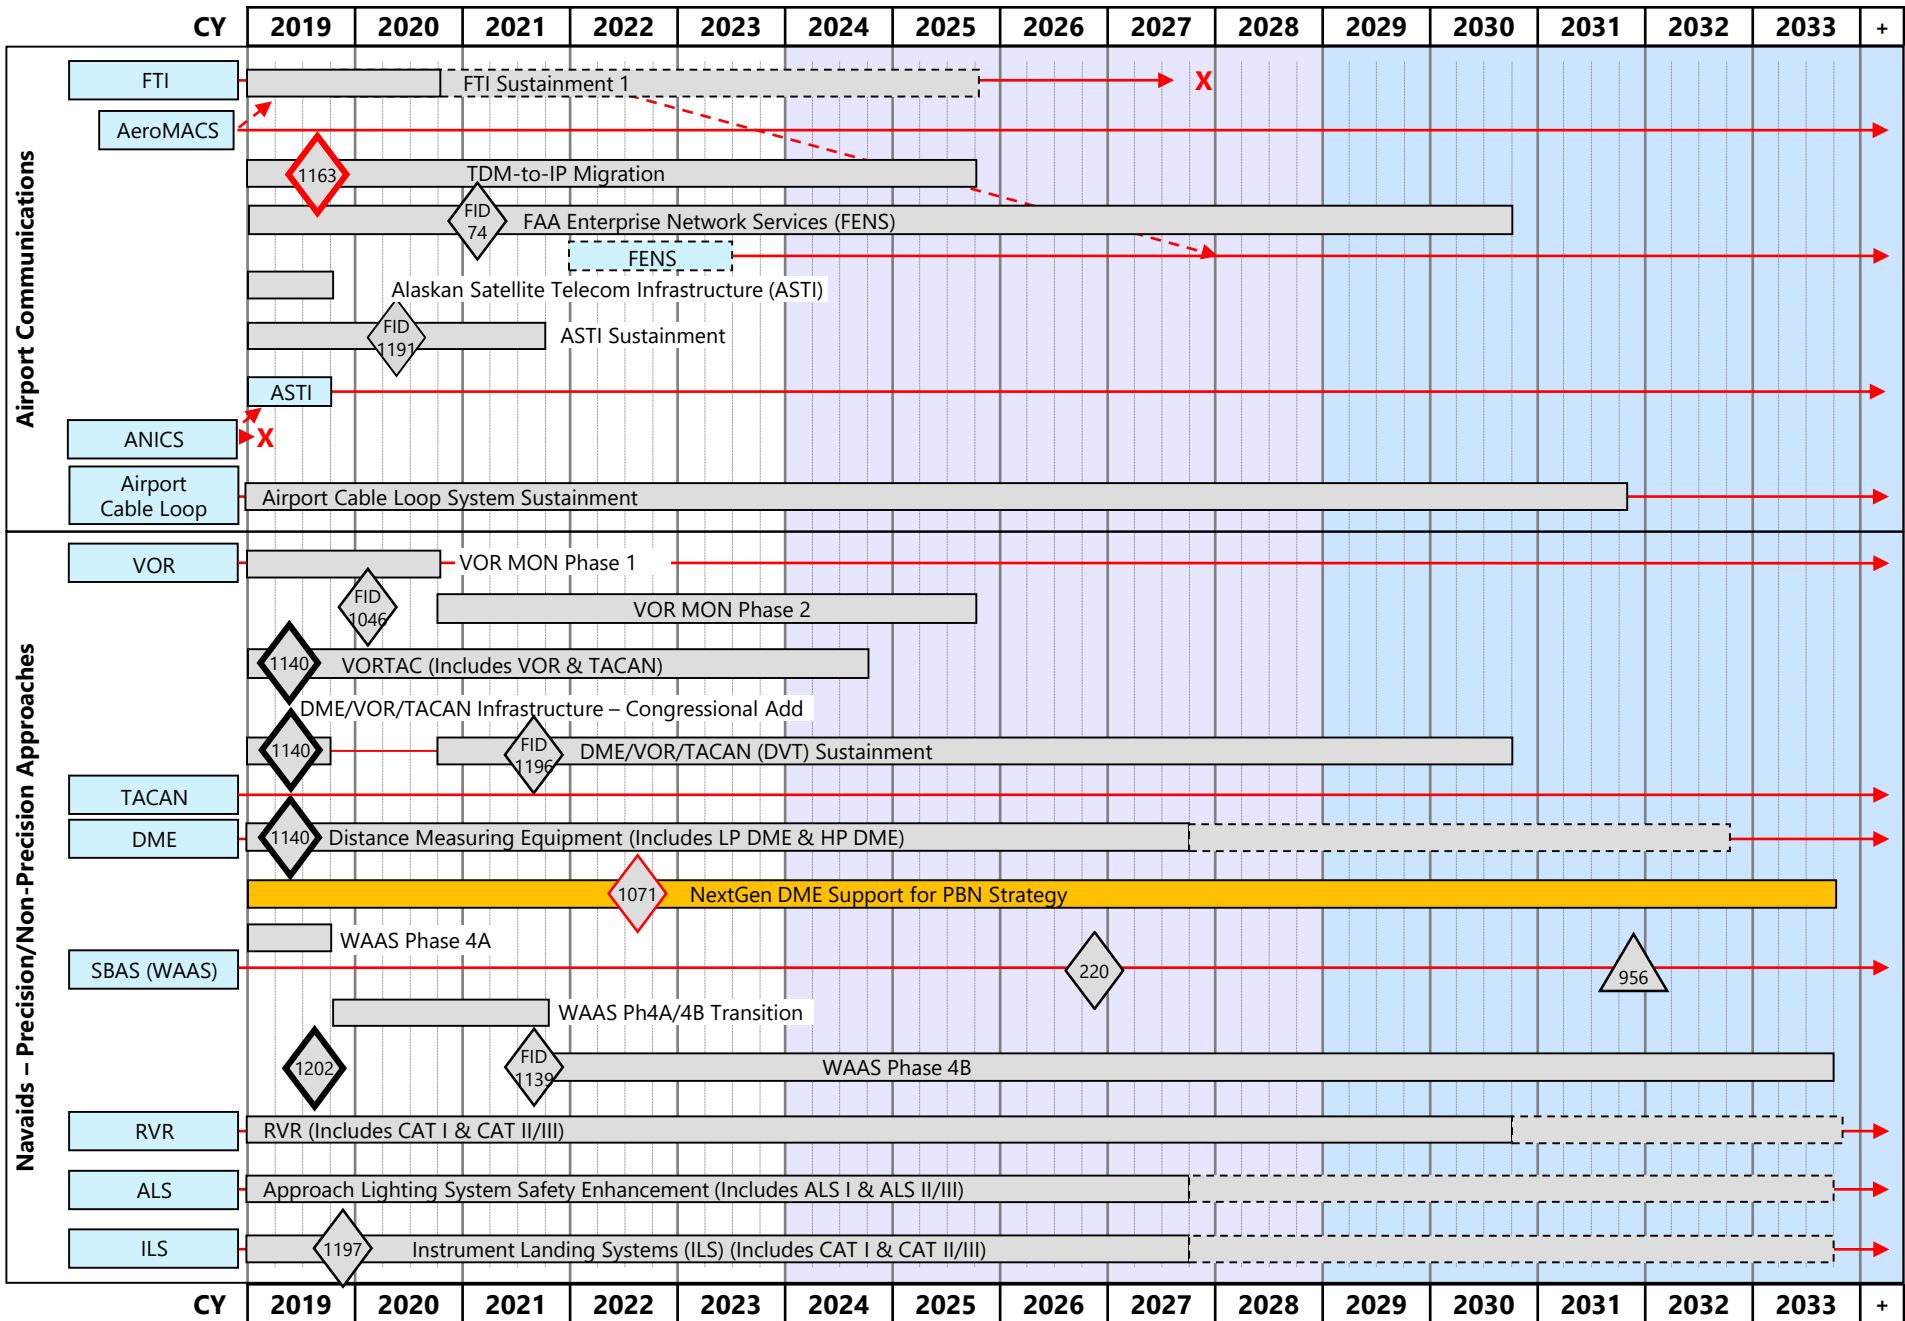 CY 2019 2020 2021 2022 2023 2024 2025 2026 2027 2028 2029 2030 2031 2032 2033 +
Airport Communications
FTI
FTI Sustainment 1
X
AeroMACS
1163
TDM-to-IP Migration
FID
74
FAA Enterprise Network Services (FENS)
FENS
Alaskan Satellite Telecom Infrastructure (ASTI)
FID
1191
ASTI Sustainment
ASTI
ANICS
X
Airport
Cable Loop
Airport Cable Loop System Sustainment
Navaids – Precision/Non-Precision Approaches
VOR
VOR MON Phase 1
FID
1046
VOR MON Phase 2
1140
VORTAC (Includes VOR & TACAN)
DME/VOR/TACAN Infrastructure – Congressional Add
1140
FID
1196
DME/VOR/TACAN (DVT) Sustainment
TACAN
DME
1140
Distance Measuring Equipment (Includes LP DME & HP DME)
1071
NextGen DME Support for PBN Strategy
WAAS Phase 4A
SBAS (WAAS)
220
956
WAAS Ph4A/4B Transition
1202
FID
1139
WAAS Phase 4B
RVR
RVR (Includes CAT I & CAT II/III)
ALS
Approach Lighting System Safety Enhancement (Includes ALS I & ALS II/III)
ILS
1197
Instrument Landing Systems (ILS) (Includes CAT I & CAT II/III)
CY 2019 2020 2021 2022 2023 2024 2025 2026 2027 2028 2029 2030 2031 2032 2033 +